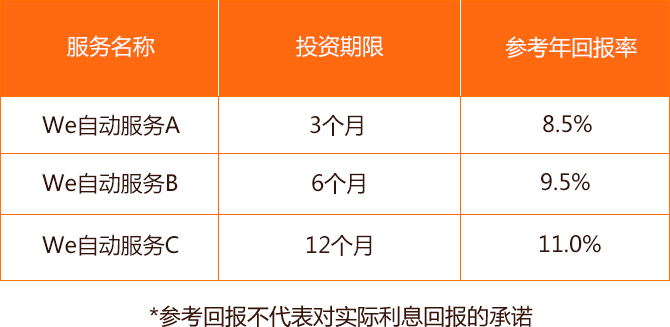 服务名称 投资期限 参考年回报率
We自动服务A 3个月 8.5%
We自动服务B 6个月 9.5%
We自动服务C 12个月 11.0%
*参考回报不代表对实际利息回报的承诺